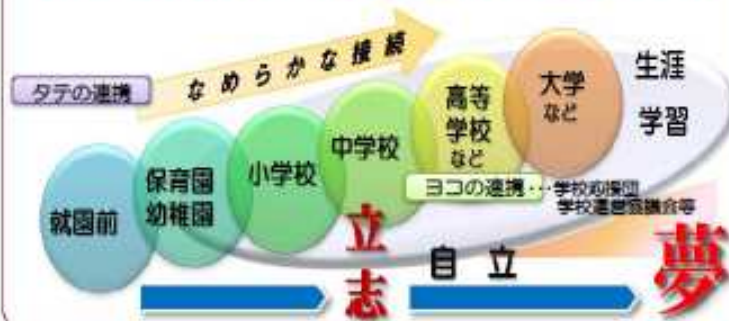 なめらかな接続
タテの連携
就園前
保育園
幼稚園
小学校
中学校
高等
学校
など
大学
など
生涯
学習
ヨコの連携・・・学校応援団
学校運営協議会等
立志
自立
夢